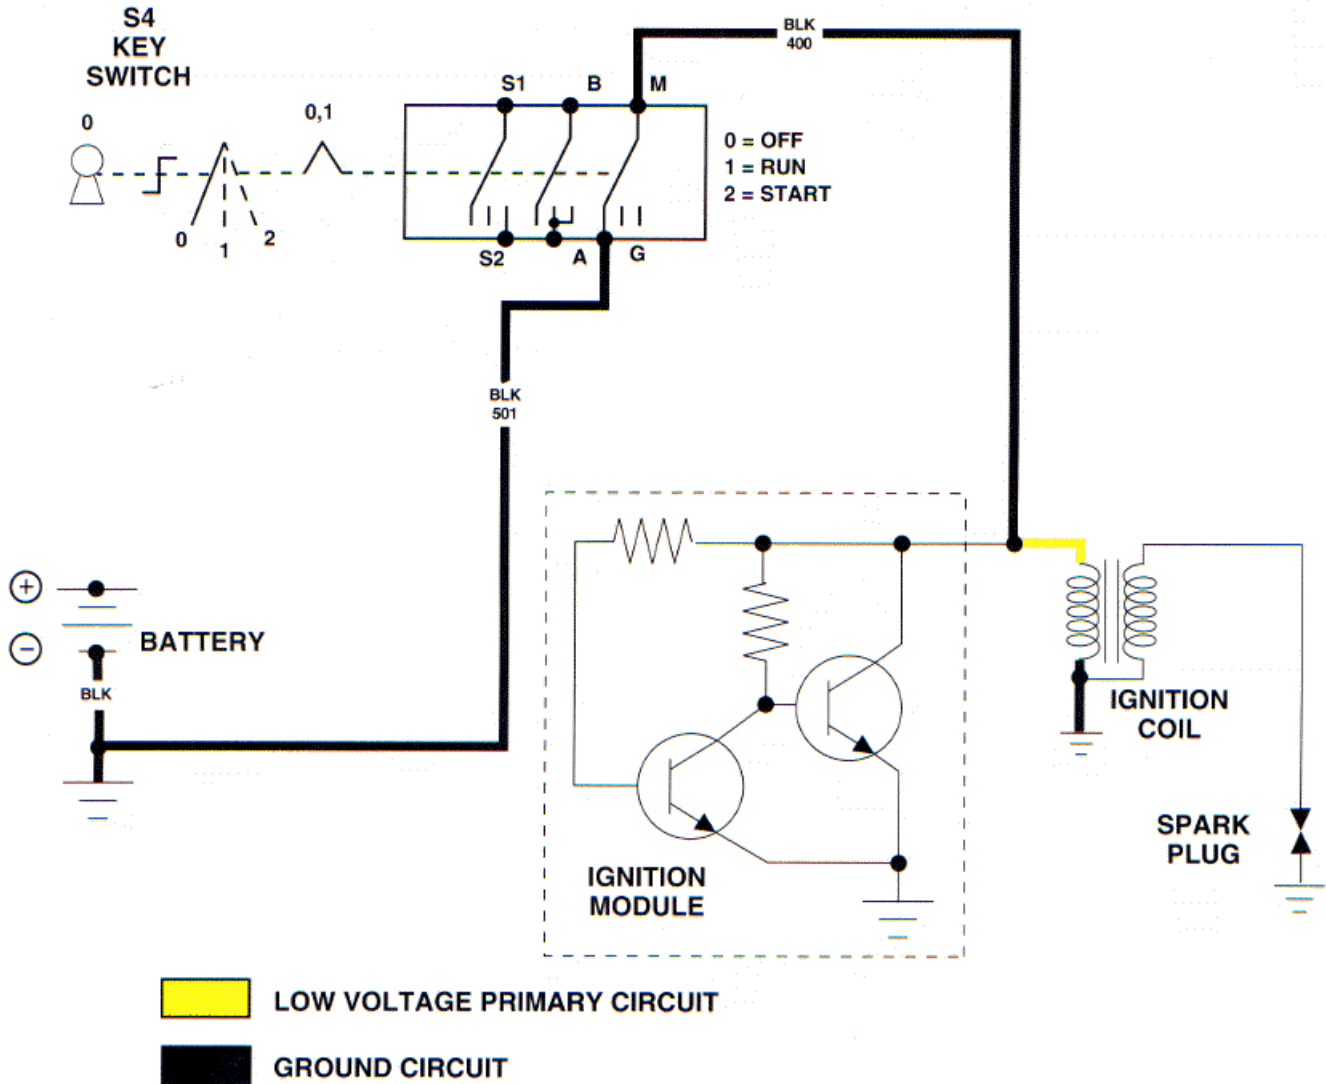 S4
KEY
SWITCH
BLK
400
S1
B
M
0
0,1
0 = OFF
1 = RUN
2 = START
0
1
2
S2
A
G
BLK
501
+
−
BATTERY
BLK
IGNITION
COIL
SPARK
PLUG
IGNITION
MODULE
LOW VOLTAGE PRIMARY CIRCUIT
GROUND CIRCUIT